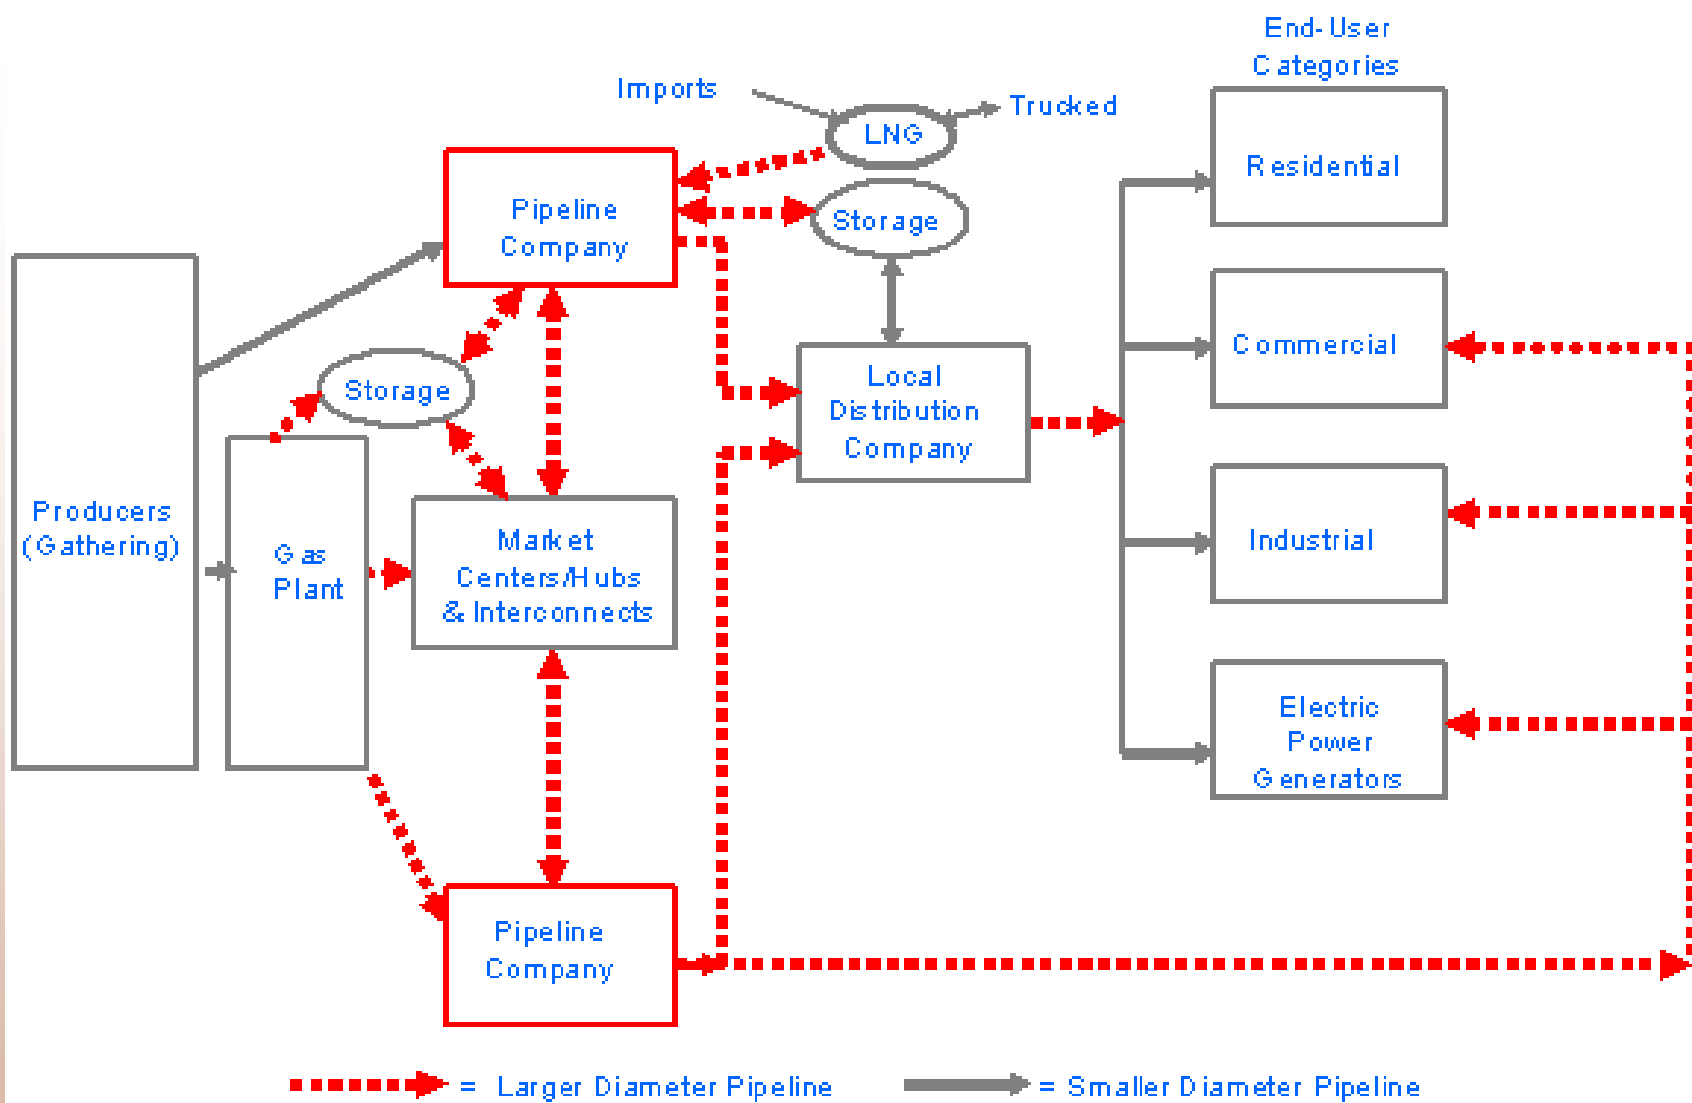 End-User
Categories
Imports
Trucked
LNG
Residential
Pipeline
Company
Storage
Commercial
Storage
Local
Distribution
Company
Producers
(Gathering)
Gas
Plant
Market
Centers/Hubs
& Interconnects
Industrial
Electric
Power
Generators
Pipeline
Company
= Larger Diameter Pipeline
= Smaller Diameter Pipeline